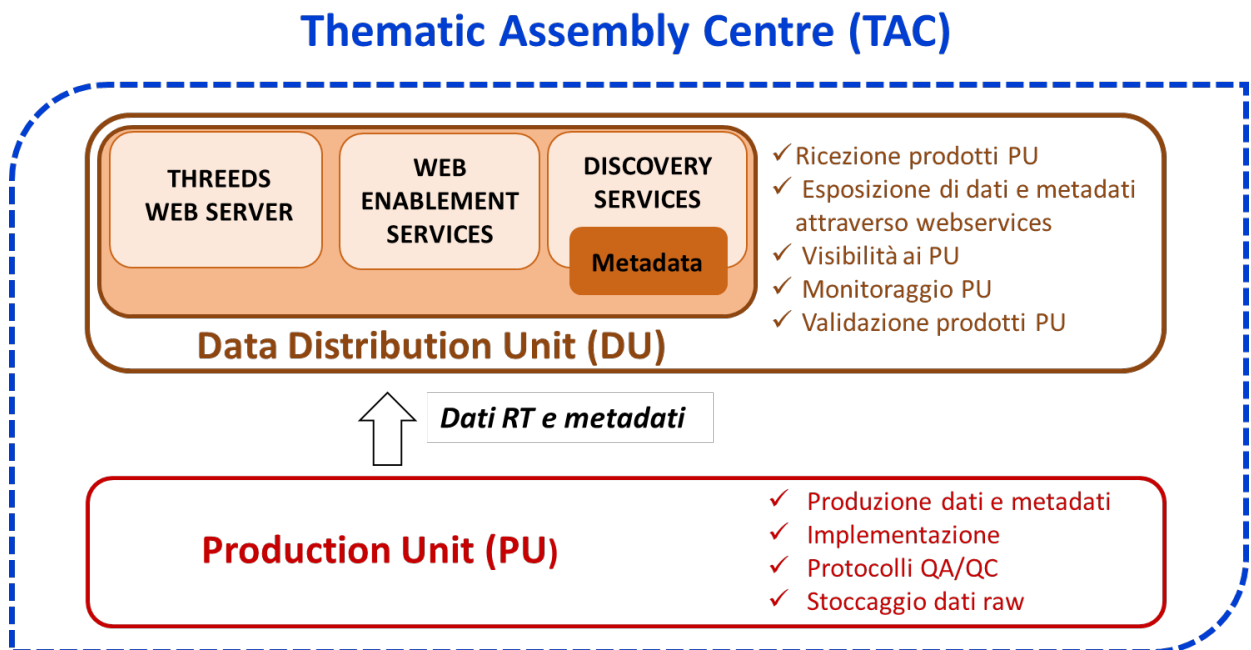 Thematic Assembly Centre (TAC)
THREEDS
WEB SERVER
WEB
ENABLEMENT
SERVICES
DISCOVERY
SERVICES
Metadata
Data Distribution Unit (DU)
✓ Ricezione prodotti PU
✓ Esposizione di dati e metadati
attraverso webservices
✓ Visibilità ai PU
✓ Monitoraggio PU
✓ Validazione prodotti PU
Dati RT e metadati
Production Unit (PU)
✓ Produzione dati e metadati
✓ Implementazione
✓ Protocolli QA/QC
✓ Stoccaggio dati raw